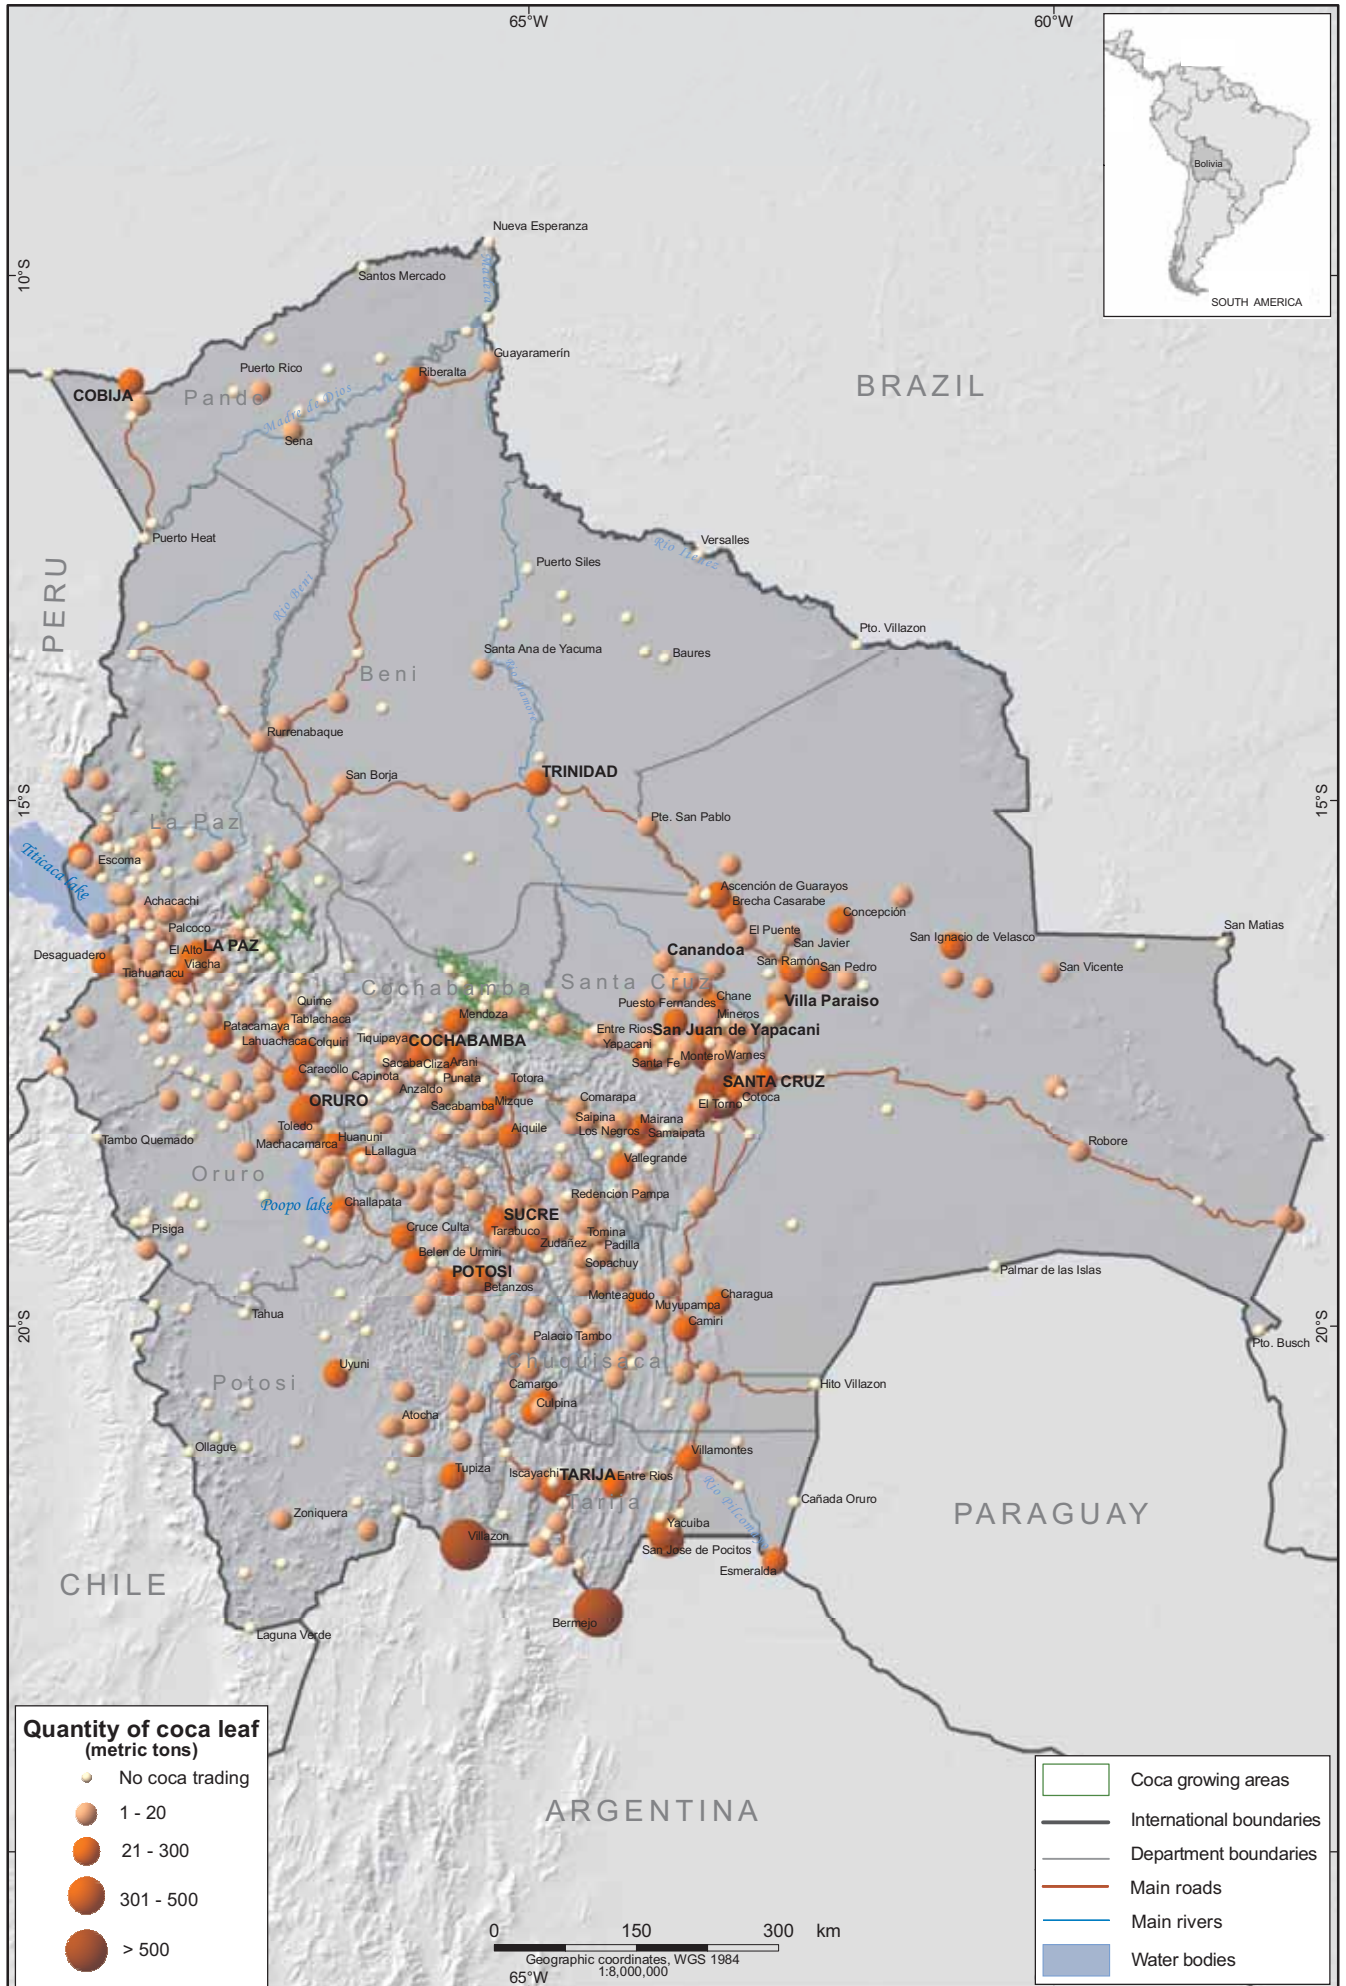 65°W
60°W
Bolivia
SOUTH AMERICA
Nueva Esperanza
Santos Mercado
10°S
10°S
Madera
Guayaramerín
Puerto Rico
Riberalta
BRAZIL
COBIJA
Pando
Madre de Dios
Sena
Puerto Heat
Versalles
Río Itenez
Puerto Siles
PERU
Río Beni
Pto. Villazon
Santa Ana de Yacuma
Baures
Beni
Río Mamoré
Rurrenabaque
San Borja
TRINIDAD
15°S
15°S
La Paz
Pte. San Pablo
Titicaca lake
Escoma
Ascención de Guarayos
Brecha Casarabe
Achacachi
Concepción
Palcoco
El Puente
San Matias
Desaguadero
El Alto
LA PAZ
Canandoa
San Javier
San Ignacio de Velasco
Viacha
Tiahuanacu
San Ramón
San Pedro
San Vicente
Cochabamba
Santa Cruz
Quime
Puesto Fernandes
Chane
Villa Paraiso
Mendoza
Mineros
Patacamaya
Tablachaca
Entre Rios
San Juan de Yapacani
Lahuachaca
Colquiri
Tiquipaya
COCHABAMBA
Yapacani
Montero
Warnes
Caracollo
Sacaba
Cliza
Arani
Santa Fe
Capinota
Punata
Totora
SANTA CRUZ
Anzaldo
ORURO
Sacabamba
Mizque
Comarapa
El Torno
Cotoca
Toledo
Saipina
Mairana
Tambo Quemado
Machacamarca
Huanuni
Aiquile
Los Negros
Samaipata
Robore
LLallagua
Vallegrande
Oruro
Poopo lake
Challapata
Redencion Pampa
Pisiga
SUCRE
Cruce Culta
Tarabuco
Tomina
Zudañez
Padilla
Belen de Urmiri
Sopachuy
POTOSI
Palmar de las Islas
Betanzos
Monteagudo
Charagua
Tahua
Muyupampa
20°S
20°S
Camiri
Palacio Tambo
Pto. Busch
Uyuni
Chuquisaca
Potosi
Camargo
Hito Villazon
Culpina
Atocha
Ollague
Villamontes
Tupiza
Iscayachi
TARIJA
Entre Rios
Cañada Oruro
Tarija
Río Pilcomayo
PARAGUAY
Zoniquera
Yacuiba
Villazon
San Jose de Pocitos
CHILE
Esmeralda
Bermejo
Laguna Verde
ARGENTINA
Quantity of coca leaf
(metric tons)
No coca trading
1 - 20
21 - 300
301 - 500
> 500
0 150 300 km
Geographic coordinates, WGS 1984
1:8,000,000
65°W
Coca growing areas
International boundaries
Department boundaries
Main roads
Main rivers
Water bodies